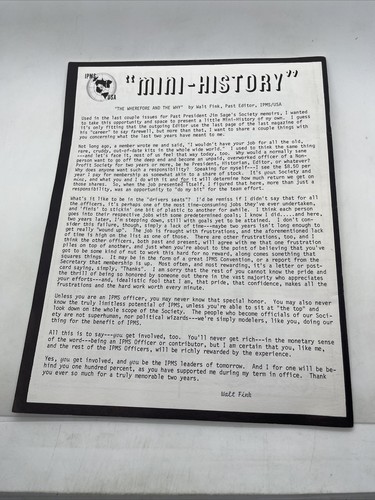 IPMS
USA
"MINI-HISTORY"
"THE WHEREFORE AND THE WHY" by Walt Fink, Past Editor, IPMS/USA
Used in the last couple issues for Past President Jim Sage's Society memoirs, I wanted
to take this opportunity and space to present a little Mini-History of my own. I guess
it's only fitting that the outgoing Editor use the last page of the last magazine of
his "career" to say farewell, but more than that, I want to share a couple things with
you concerning what the last two years have meant to me.
Not long ago, a member wrote me and said, "I wouldn't have your job for all the old,
rare, cruddy, out-of-date kits in the whole wide world." I used to think the same thing
and let's face it, most of us feel that way today, too. Why would a normally sane
person want to go off the deep end and become an unpaid, overworked officer of a Non-
Profit Society for two years or more, be he President, Historian, Editor, or whatever?
Why does anyone want such a responsibility? Speaking for myself---I see the $8.50 per
year I pay for membership as somewhat akin to a share of stock. It's your Society and
mine, and what you and I do with it and for it will determine how much return we get on
those shares. So, when the job presented itself, I figured that here, more than just a
responsibility, was an opportunity to "do my bit" for the team effort.
What's it like to be in the "drivers seats"? I'd be remiss if I didn't say that for all
the officers, it's perhaps one of the most time-consuming jobs they've ever undertaken,
and 'finis' to stickin' one bit of plastic to another for awhile. I think each person
goes into their respective jobs with some predetermined goals; I know I did....and here,
two years later, I'm stepping down, still with goals yet to be attained. I don't con-
sider this failure, though, simply a lack of time---maybe two years isn't long enough to
get really "wound up". The job is fraught with frustrations, and the aforementioned lack
of time is high on the list as one of those. There are other frustrations, too, and I
think the other officers, both past and present, will agree with me that one frustration
piles on top of another, and just when you're about to the point of believing that you've
got to be some kind of nut to work this hard for no reward, along comes something that
squares things. It may be in the form of a great IPMS Convention, or a report from the
Secretary that membership is up. Most often, and most rewarding, it is a letter or post-
card saying, simply, "Thanks". I am sorry that the rest of you cannot know the pride and
the thrill of being so honored by someone out there in the vast majority who appreciates
your efforts---and, idealistic fool that I am, that pride, that confidence, makes all the
frustrations and the hard work worth every minute.
Unless you are an IPMS officer, you may never know that special honor. You may also never
know the truly limitless potential of IPMS, unless you're able to sit at "the top" and
look down on the whole scope of the Society. The people who become officials of our Soci-
ety are not superhuman, nor political wizards---we're simply modelers, like you, doing our
thing for the benefit of IPMS.
All this is to say---you get involved, too. You'll never get rich---in the monetary sense
of the word---being an IPMS Officer or contributor, but I am certain that you, like me,
and the rest of the IPMS Officers, will be richly rewarded by the experience.
Yes, you get involved, and you be the IPMS leaders of tomorrow. And I for one will be be-
hind you one hundred percent, as you have supported me during my term in office. Thank
you ever so much for a truly memorable two years.
Walt Fink